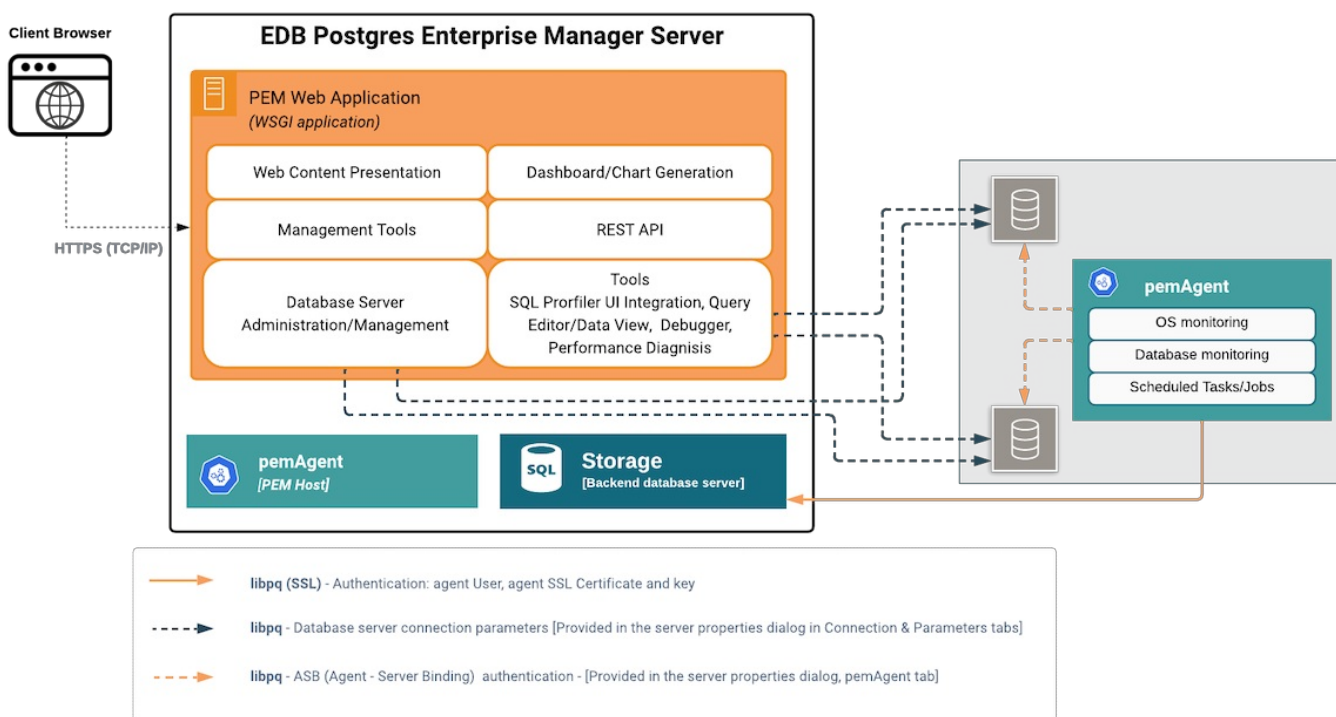 Client Browser
HTTPS (TCP/IP)
EDB Postgres Enterprise Manager Server
PEM Web Application
(WSGI application)
Web Content Presentation
Dashboard/Chart Generation
Management Tools
REST API
Database Server
Administration/Management
Tools
SQL Prorfiler UI Integration, Query
Editor/Data View, Debugger,
Performance Diagnisis
pemAgent
[PEM Host]
SQL
Storage
[Backend database server]
pemAgent
OS monitoring
Database monitoring
Scheduled Tasks/Jobs
libpq (SSL) - Authentication: agent User, agent SSL Certificate and key
libpq - Database server connection parameters [Provided in the server properties dialog in Connection & Parameters tabs]
libpq - ASB (Agent - Server Binding) authentication - [Provided in the server properties dialog, pemAgent tab]